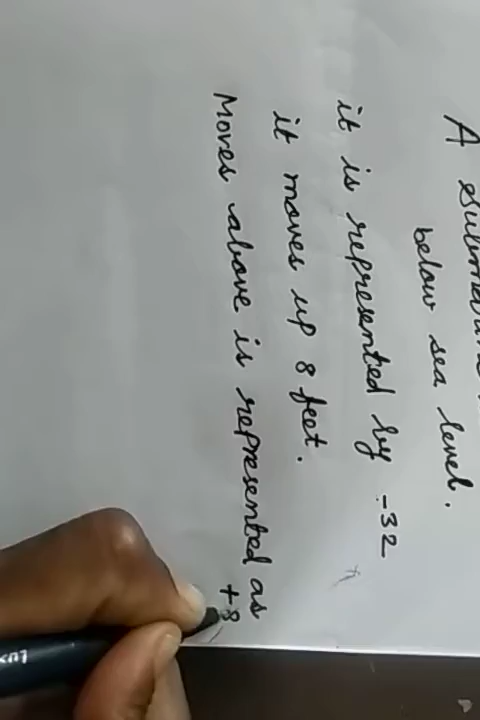 A submarine
below sea level.
it is represented by -32
it moves up 8 feet.
Moves above is represented as
+8